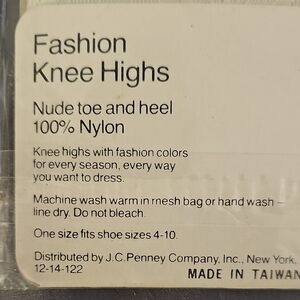 Fashion
Knee Highs
Nude toe and heel
100% Nylon
Knee highs with fashion colors
for every season, every way
you want to dress.
Machine wash warm in mesh bag or hand wash –
line dry. Do not bleach.
One size fits shoe sizes 4-10.
Distributed by J.C. Penney Company, Inc., New York,
12-14-122
MADE IN TAIWAN